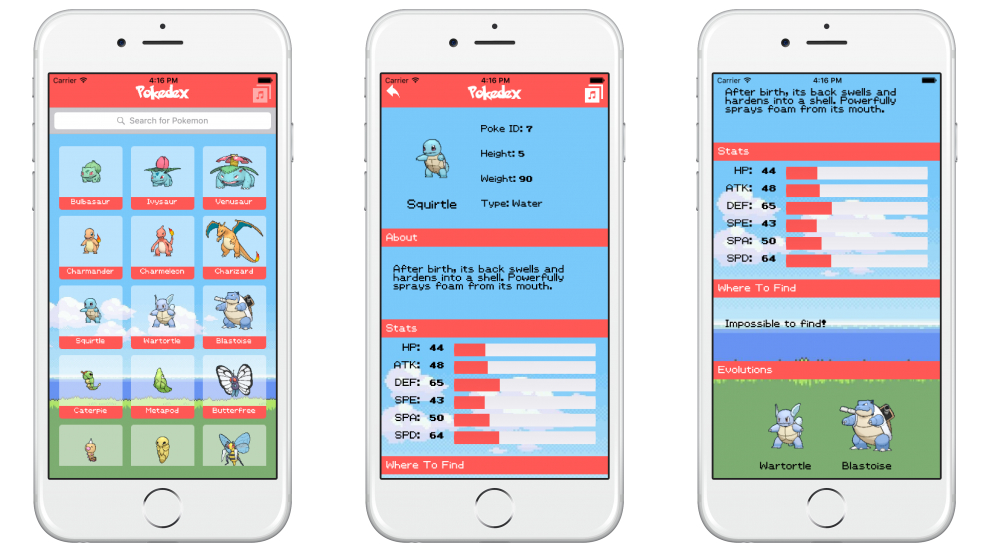 Carrier 4:16 PM
Pokedex
Search for Pokemon
Bulbasaur Ivysaur Venusaur
Charmander Charmeleon Charizard
Squirtle Wartortle Blastoise
Caterpie Metapod Butterfree
Carrier 4:16 PM
Pokedex
Poke ID: 7
Height: 5
Weight: 90
Squirtle Type: Water
About
After birth, its back swells and
hardens into a shell. Powerfully
sprays foam from its mouth.
Stats
HP: 44
ATK: 48
DEF: 65
SPE: 43
SPA: 50
SPD: 64
Where To Find
Carrier 4:16 PM
After birth, its back swells and
hardens into a shell. Powerfully
sprays foam from its mouth.
Stats
HP: 44
ATK: 48
DEF: 65
SPE: 43
SPA: 50
SPD: 64
Where To Find
Impossible to find!
Evolutions
Wartortle Blastoise